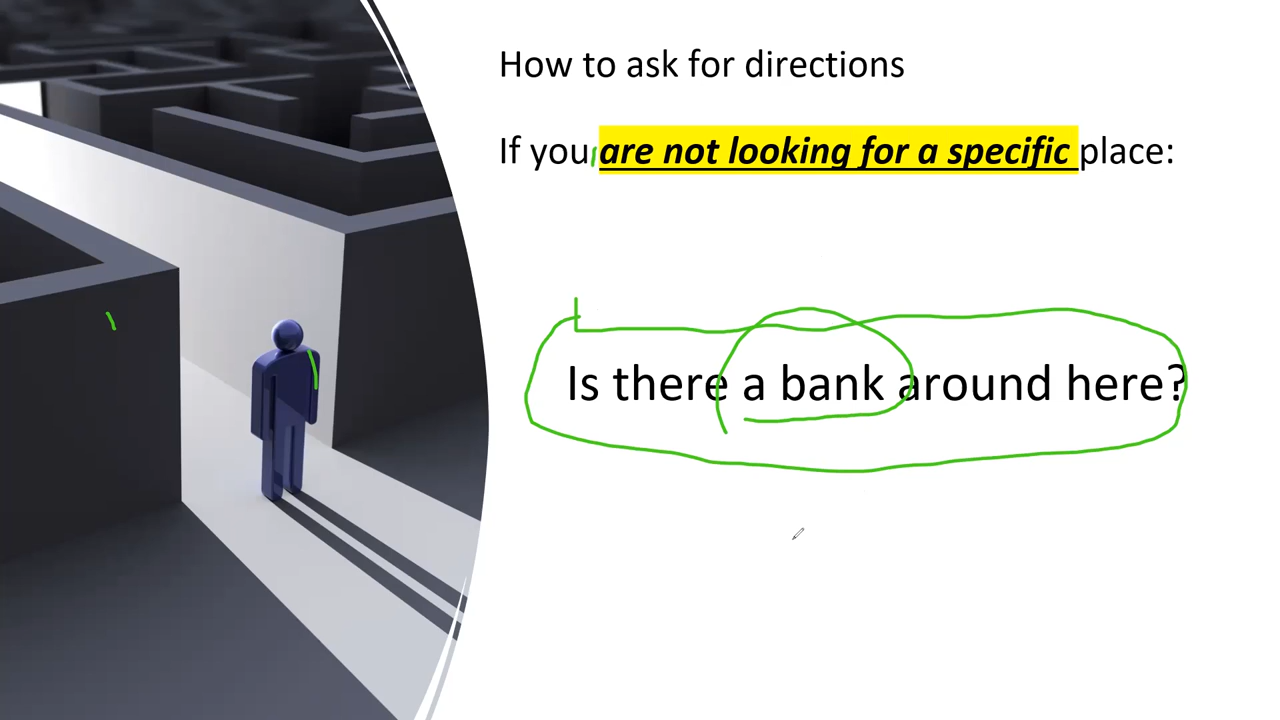 How to ask for directions
If you are not looking for a specific place:
Is there a bank around here?